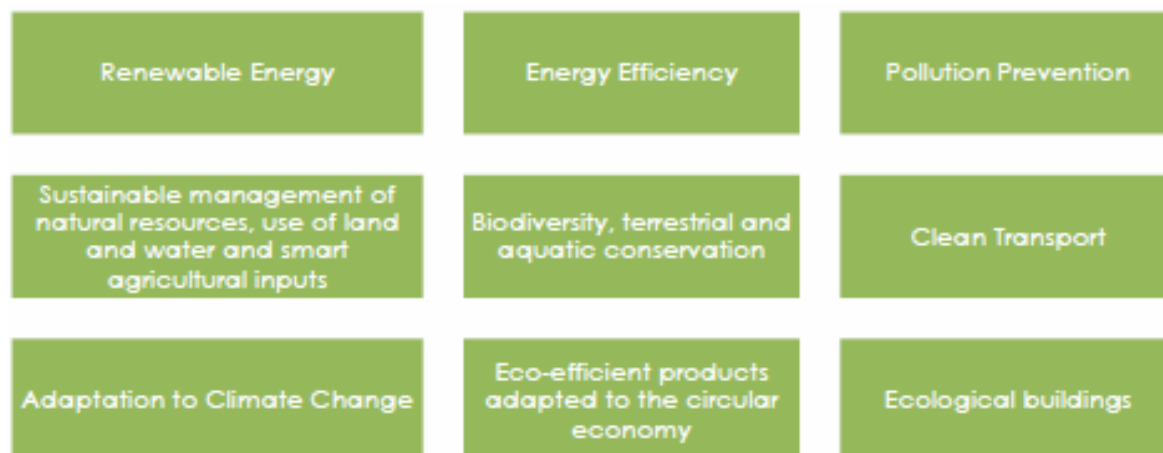 Renewable Energy
Energy Efficiency
Pollution Prevention
Sustainable management of
natural resources, use of land
and water and smart
agricultural inputs
Biodiversity, terrestrial and
aquatic conservation
Clean Transport
Adaptation to Climate Change
Eco-efficient products
adapted to the circular
economy
Ecological buildings